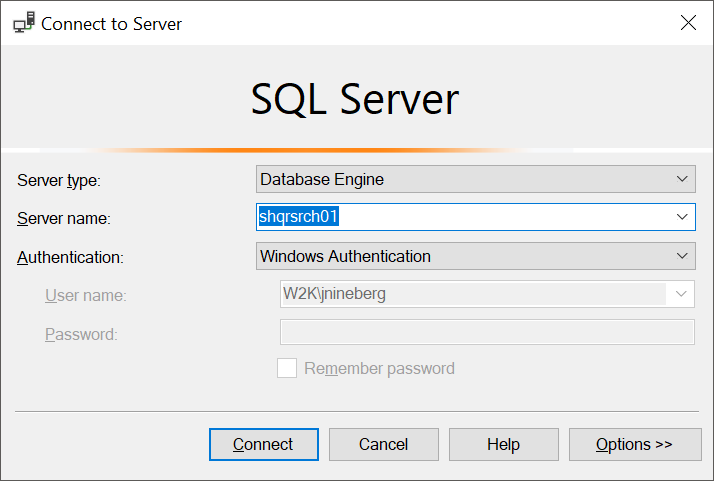 Connect to Server
SQL Server
Server type: Database Engine
Server name: shqrsrch01
Authentication: Windows Authentication
User name: W2K\jnineberg
Password:
Remember password
Connect Cancel Help Options >>